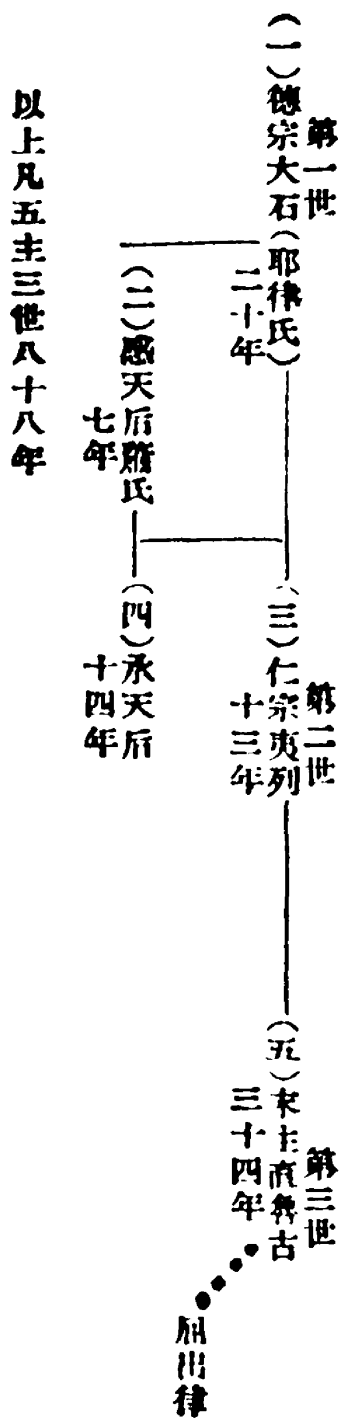 第一世
(一)德宗大石(耶律氏)
二十年
(二)感天后蕭氏
七年
第二世
(三)仁宗夷列
十三年
(四)承天后
十四年
第三世
(五)末主直魯古
三十四年
屈出律
以上凡五主三世八十八年